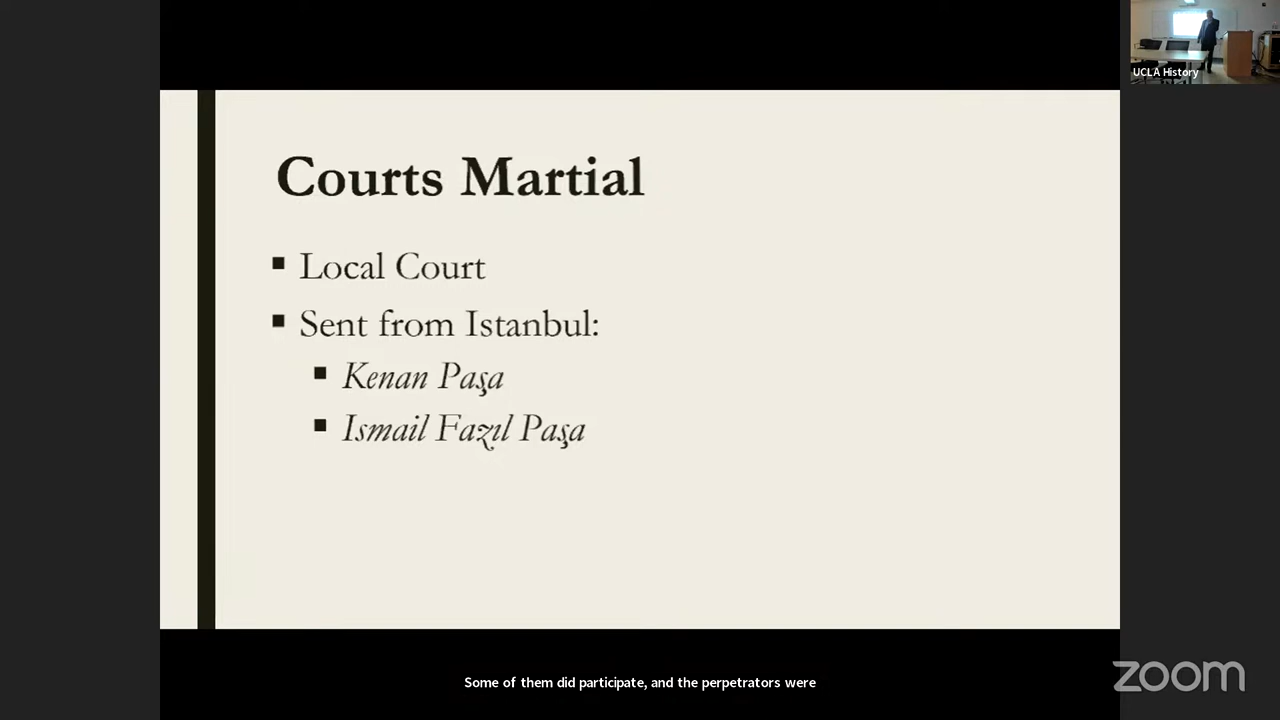 UCLA History
Courts Martial
▪ Local Court
▪ Sent from Istanbul:
▪ Kenan Paşa
▪ Ismail Fazıl Paşa
Some of them did participate, and the perpetrators were
zoom